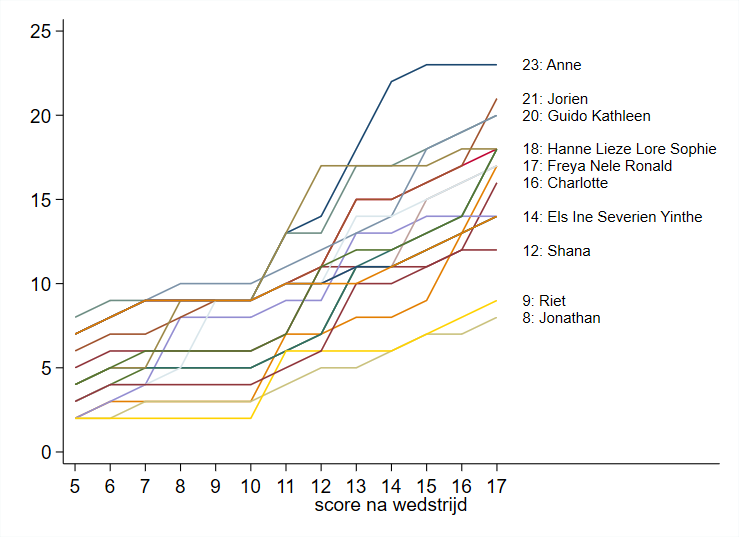 25
23: Anne
21: Jorien
20
20: Guido Kathleen
18: Hanne Lieze Lore Sophie
17: Freya Nele Ronald
15
16: Charlotte
14: Els Ine Severien Yinthe
12: Shana
10
9: Riet
8: Jonathan
5
0
5 6 7 8 9 10 11 12 13 14 15 16 17
score na wedstrijd